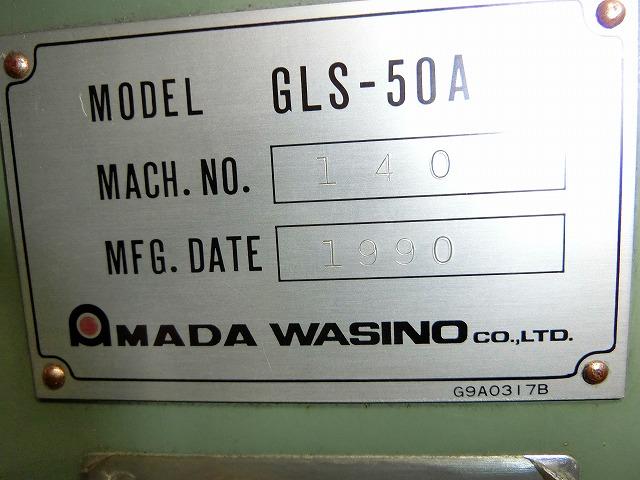 MODEL GLS-50A
MACH. NO. 140
MFG. DATE 1990
AMADA WASINO CO.,LTD.
G9A0317B